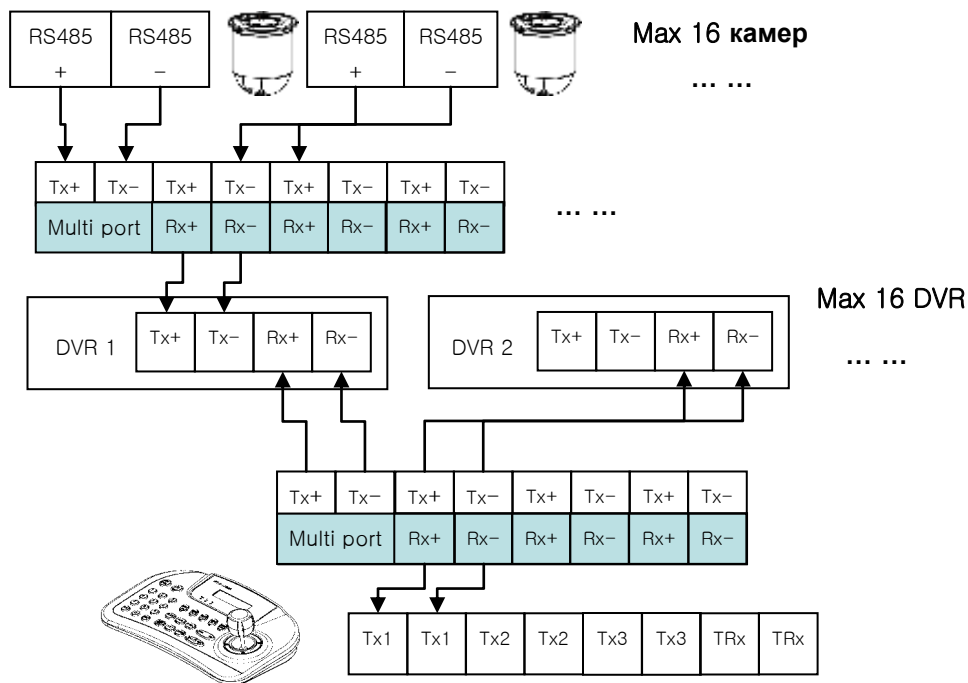 RS485 RS485 RS485 RS485 Max 16 камер
+ − + − ... ...
Tx+ Tx− Tx+ Tx− Tx+ Tx− Tx+ Tx−
Multi port Rx+ Rx− Rx+ Rx− Rx+ Rx− ... ...
Max 16 DVR
DVR 1 Tx+ Tx− Rx+ Rx− DVR 2 Tx+ Tx− Rx+ Rx− ... ...
Tx+ Tx− Tx+ Tx− Tx+ Tx− Tx+ Tx−
Multi port Rx+ Rx− Rx+ Rx− Rx+ Rx−
Tx1 Tx1 Tx2 Tx2 Tx3 Tx3 TRx TRx